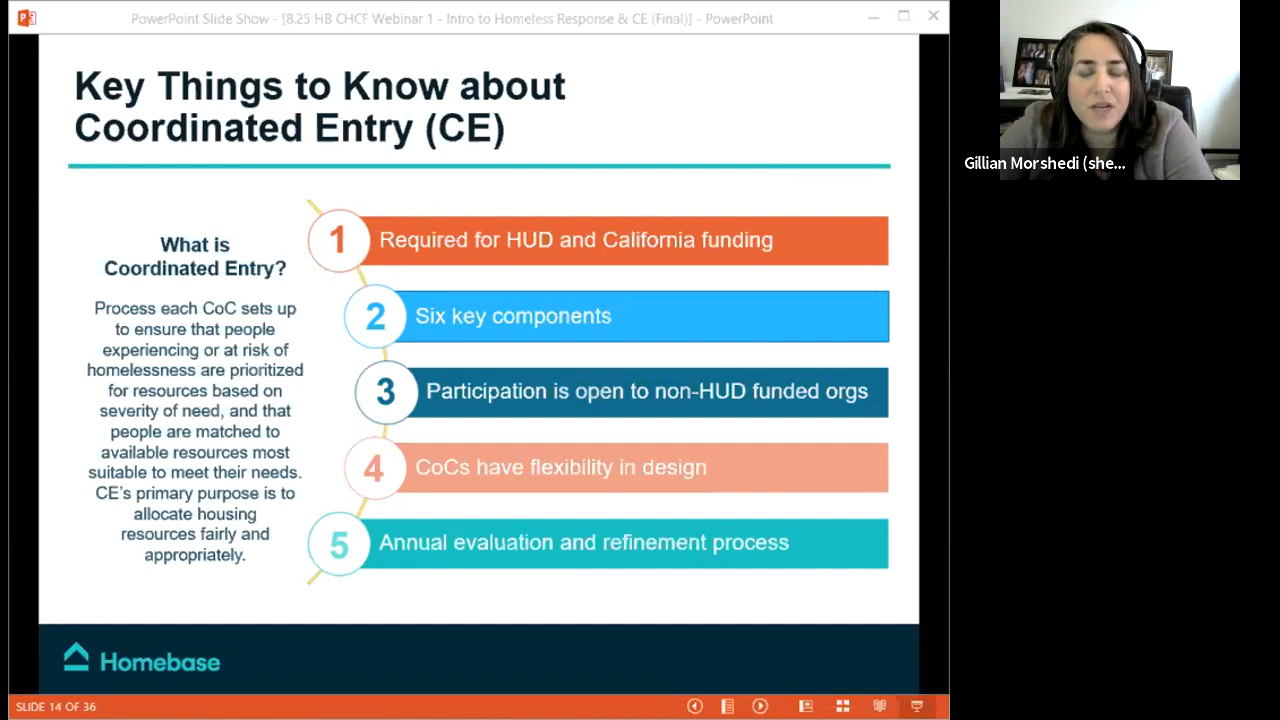 PowerPoint Slide Show - [8.25 HB CHCF Webinar 1 - Intro to Homeless Response & CE (Final)] - PowerPoint
Key Things to Know about
Coordinated Entry (CE)
What is
Coordinated Entry?
Process each CoC sets up
to ensure that people
experiencing or at risk of
homelessness are prioritized
for resources based on
severity of need, and that
people are matched to
available resources most
suitable to meet their needs.
CE's primary purpose is to
allocate housing
resources fairly and
appropriately.
1 Required for HUD and California funding
2 Six key components
3 Participation is open to non-HUD funded orgs
4 CoCs have flexibility in design
5 Annual evaluation and refinement process
Homebase
SLIDE 14 OF 36
Gillian Morshedi (she...